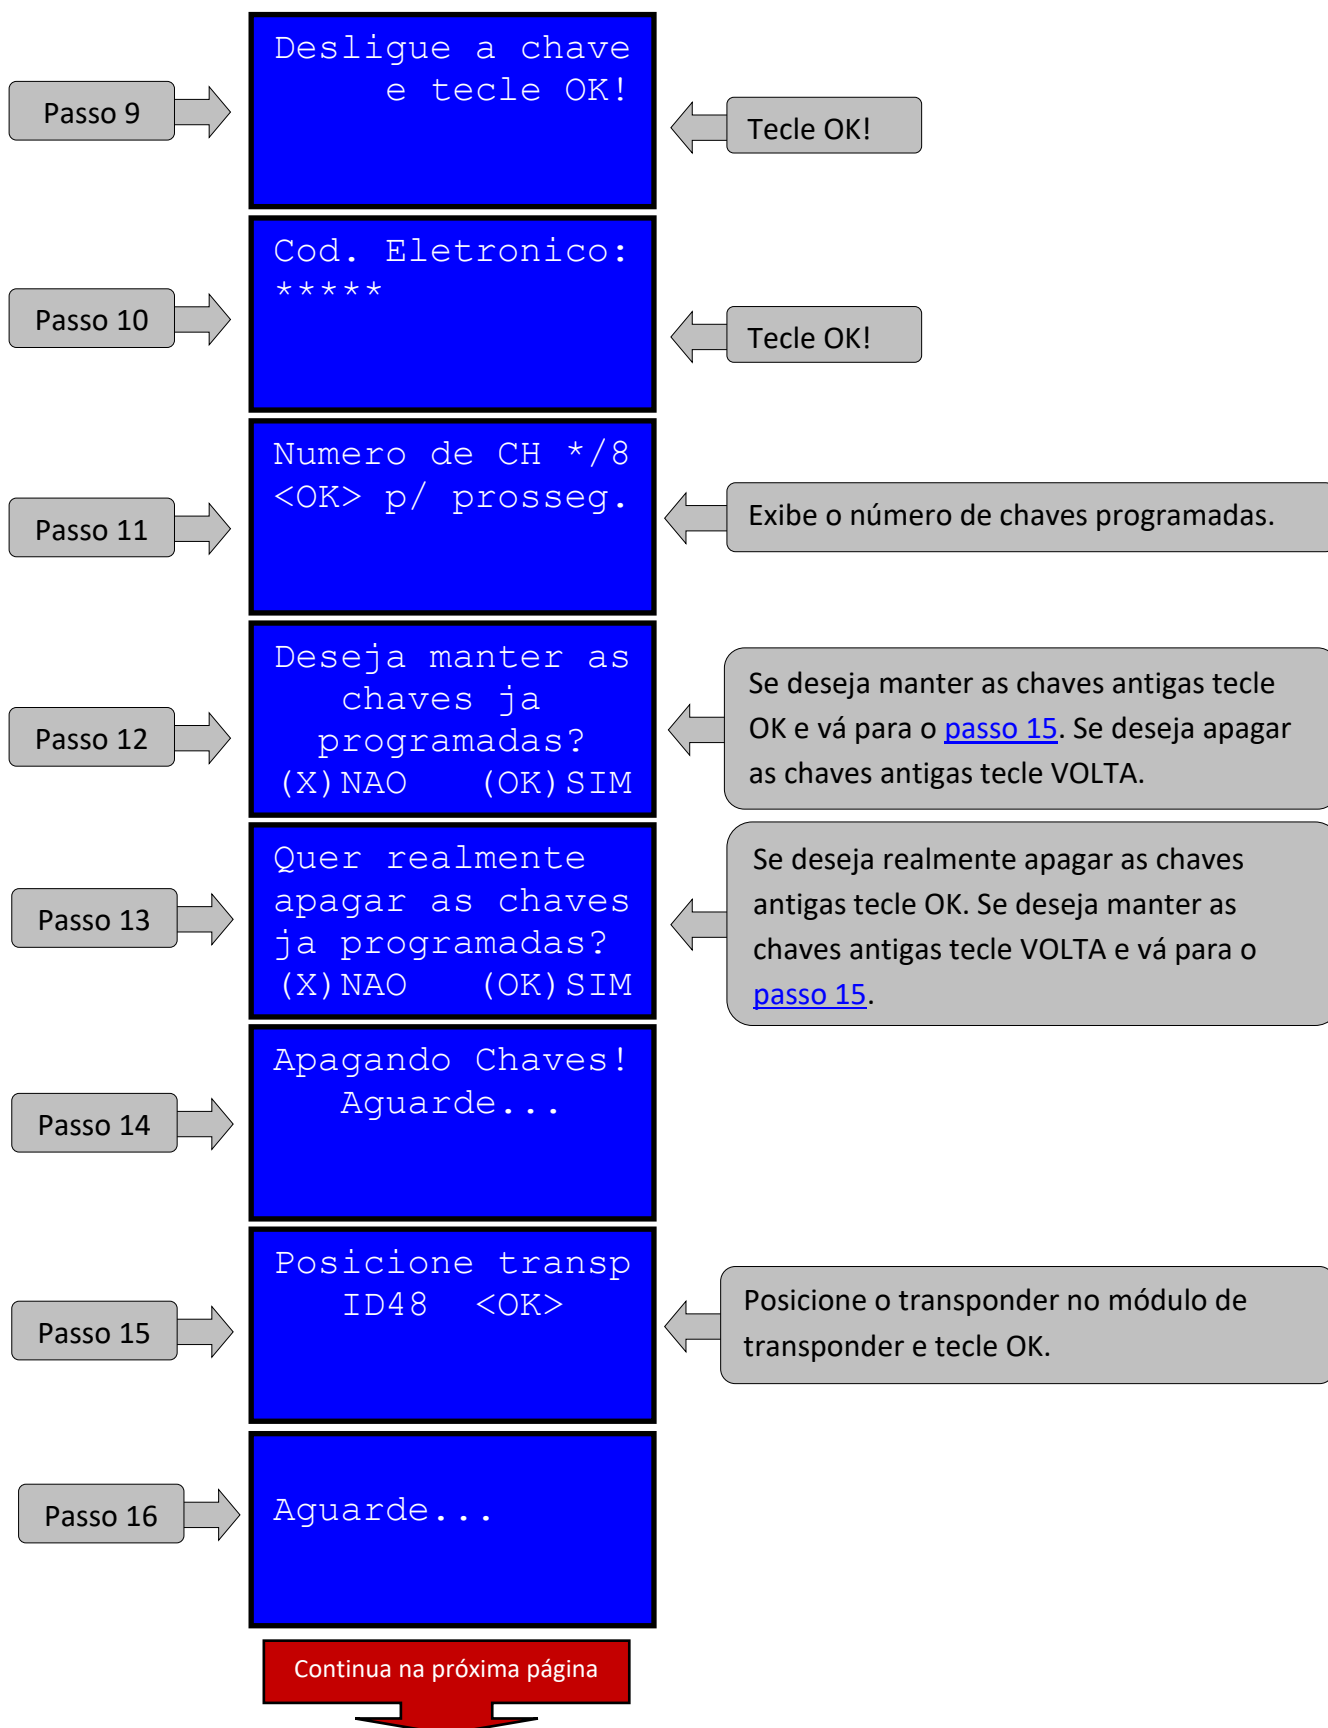 Passo 9
Desligue a chave
e tecle OK!
Tecle OK!
Passo 10
Cod. Eletronico:
*****
Tecle OK!
Passo 11
Numero de CH */8
<OK> p/ prosseg.
Exibe o número de chaves programadas.
Passo 12
Deseja manter as
chaves ja
programadas?
(X)NAO (OK)SIM
Se deseja manter as chaves antigas tecle
OK e vá para o passo 15. Se deseja apagar
as chaves antigas tecle VOLTA.
Passo 13
Quer realmente
apagar as chaves
ja programadas?
(X)NAO (OK)SIM
Se deseja realmente apagar as chaves
antigas tecle OK. Se deseja manter as
chaves antigas tecle VOLTA e vá para o
passo 15.
Passo 14
Apagando Chaves!
Aguarde...
Passo 15
Posicione transp
ID48 <OK>
Posicione o transponder no módulo de
transponder e tecle OK.
Passo 16
Aguarde...
Continua na próxima página